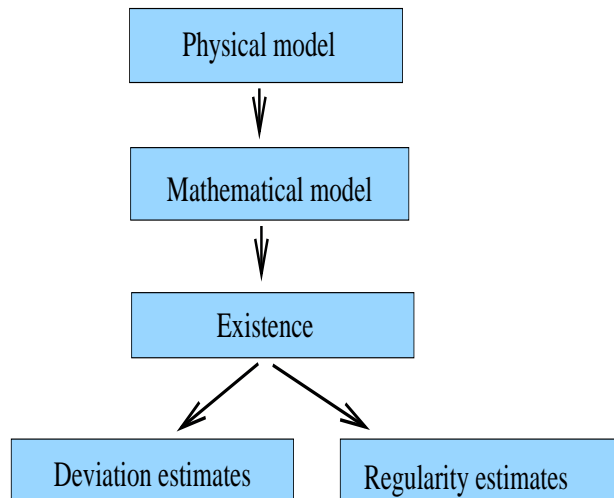 Physical model
Mathematical model
Existence
Deviation estimates
Regularity estimates